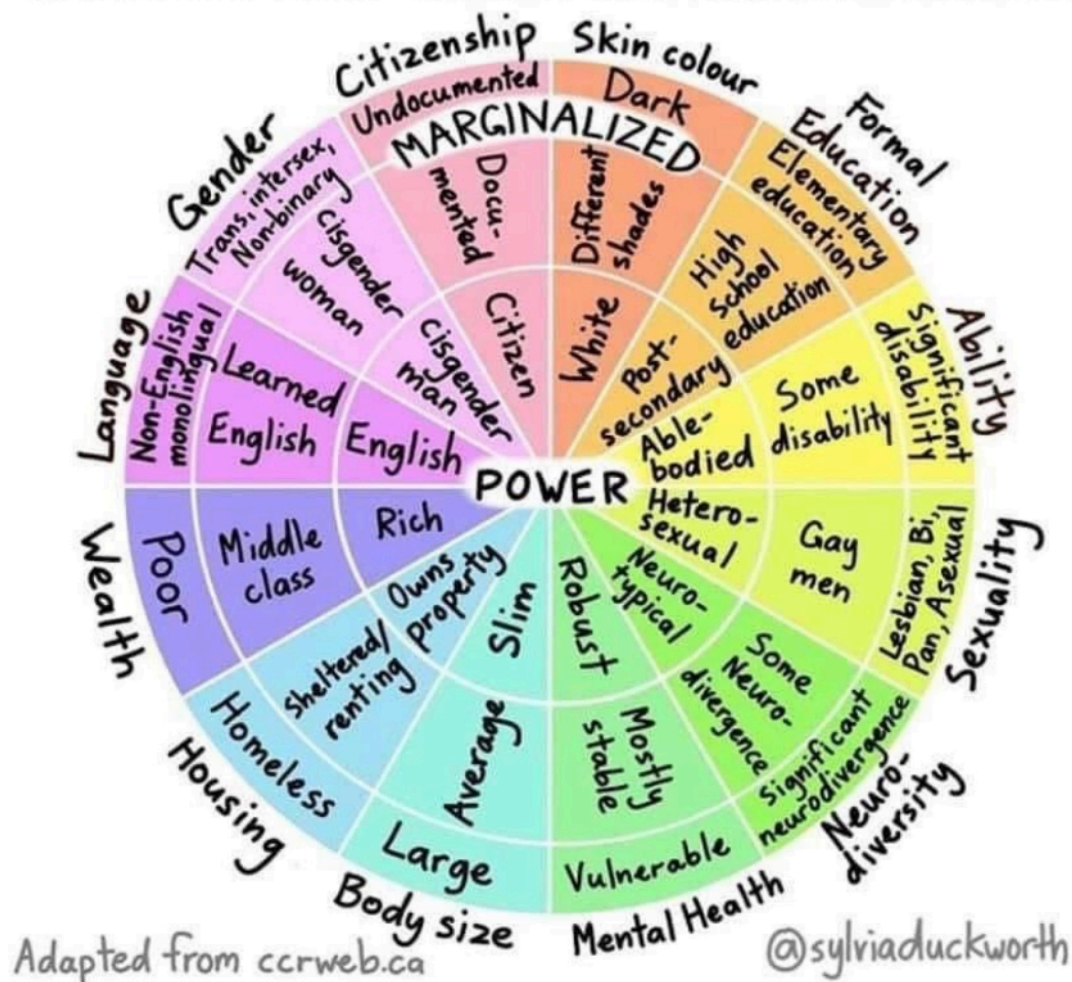 Citizenship
Undocumented
Docu-
mented
Citizen
Skin colour
Dark
Different
shades
White
Formal
Education
Elementary
education
High
School
education
Post-
secondary
Ability
Significant
disability
Some
disability
Able-
bodied
Sexuality
Lesbian, Bi,
Pan, Asexual
Gay
men
Hetero-
sexual
Neuro-
diversity
Significant
neurodivergence
Some
Neuro-
divergence
Neuro-
typical
Mental Health
Vulnerable
Mostly
stable
Robust
Body size
Large
Average
Slim
Housing
Homeless
Sheltered/
renting
Owns
property
Wealth
Poor
Middle
class
Rich
Language
Non-English
monolingual
Learned
English
English
Gender
Trans, intersex,
Non-binary
cisgender
woman
cisgender
man
MARGINALIZED
POWER
Adapted from ccrweb.ca
@sylviaduckworth